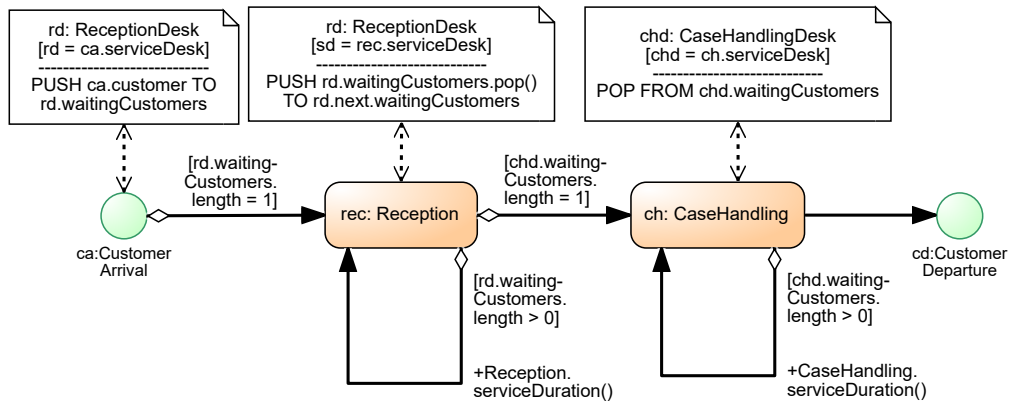 rd: ReceptionDesk
[rd = ca.serviceDesk]
----------------------------
PUSH ca.customer TO
rd.waitingCustomers
rd: ReceptionDesk
[sd = rec.serviceDesk]
----------------------------
PUSH rd.waitingCustomers.pop()
TO rd.next.waitingCustomers
chd: CaseHandlingDesk
[chd = ch.serviceDesk]
----------------------------
POP FROM chd.waitingCustomers
[rd.waiting-
Customers.
length = 1]
[chd.waiting-
Customers.
length = 1]
rec: Reception
ch: CaseHandling
ca:Customer
Arrival
cd:Customer
Departure
[rd.waiting-
Customers.
length > 0]
[chd.waiting-
Customers.
length > 0]
+Reception.
serviceDuration()
+CaseHandling.
serviceDuration()